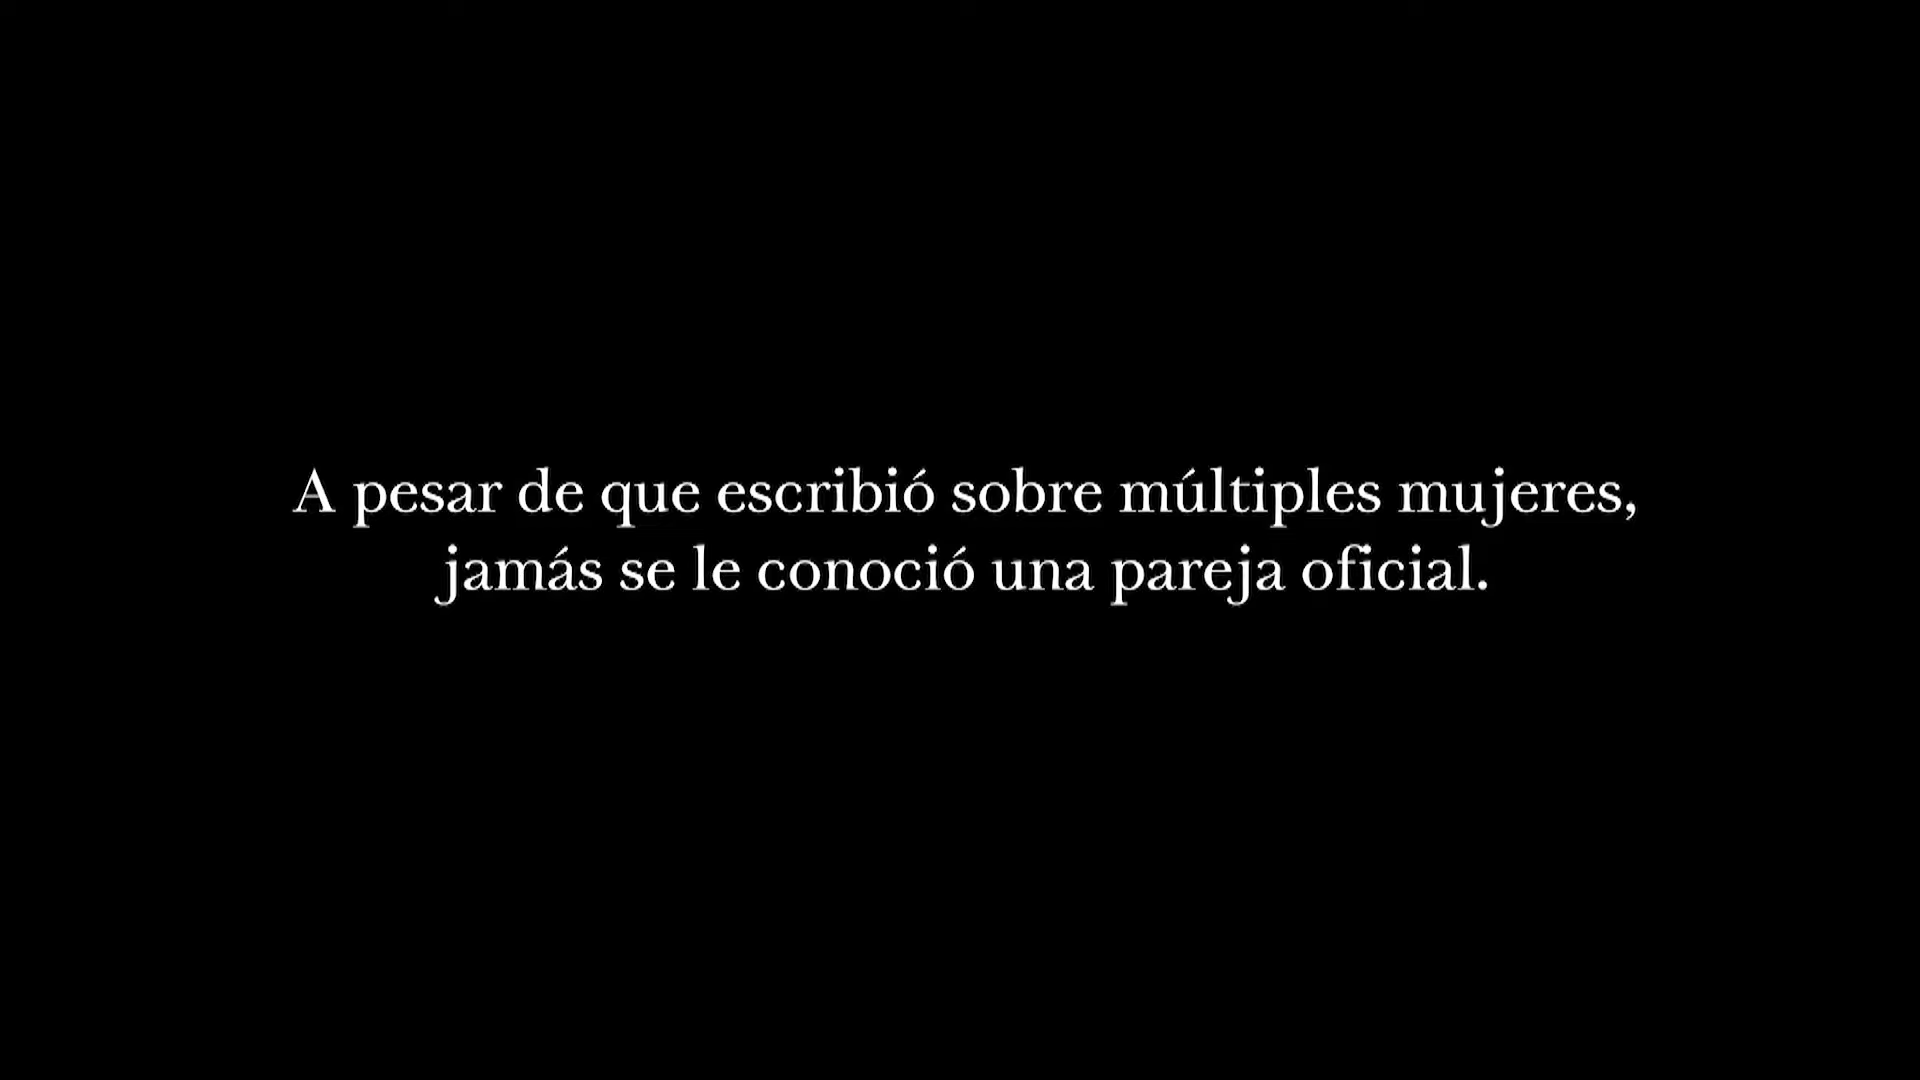 A pesar de que escribió sobre múltiples mujeres,
jamás se le conoció una pareja oficial.